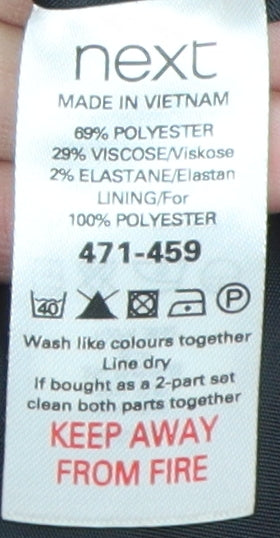 next
MADE IN VIETNAM
69% POLYESTER
29% VISCOSE/Viskose
2% ELASTANE/Elastan
LINING/For
100% POLYESTER
471-459
40 P
Wash like colours together
Line dry
If bought as a 2-part set
clean both parts together
KEEP AWAY
FROM FIRE